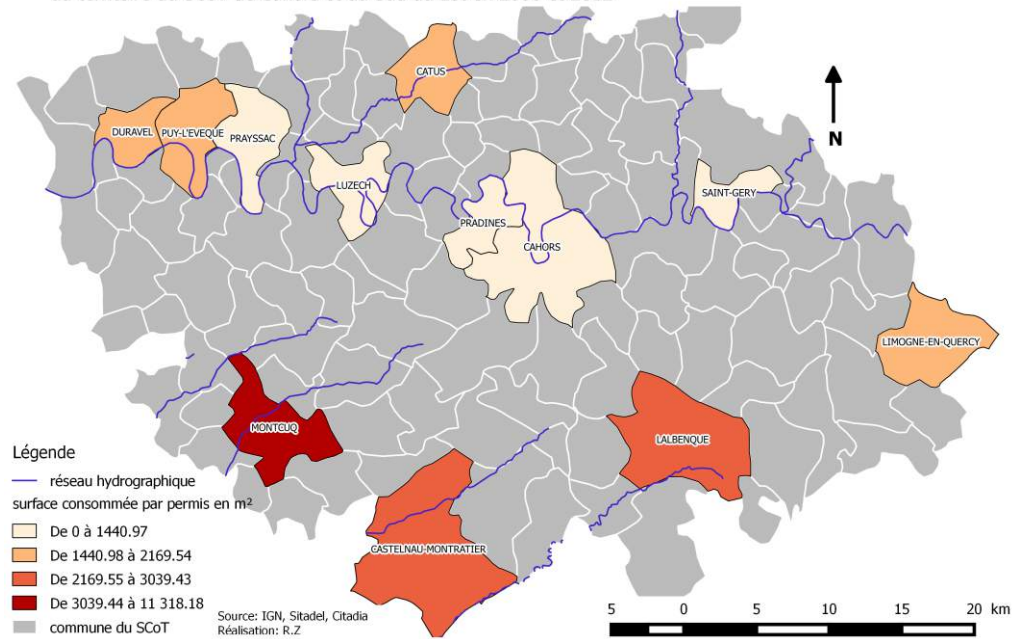 CATUS
DURAVEL
PUY-L'EVEQUE
PRAYSSAC
N
LUZECH
SAINT-GERY
PRADINES
CAHORS
LIMOGNE-EN-QUERCY
MONTCUQ
LALBENQUE
CASTELNAU-MONTRATIER
Légende
réseau hydrographique
surface consommée par permis en m²
De 0 à 1440.97
De 1440.98 à 2169.54
De 2169.55 à 3039.43
De 3039.44 à 11 318.18
commune du SCoT
Source: IGN, Sitadel, Citadia
Réalisation: R.Z
5 0 5 10 15 20 km